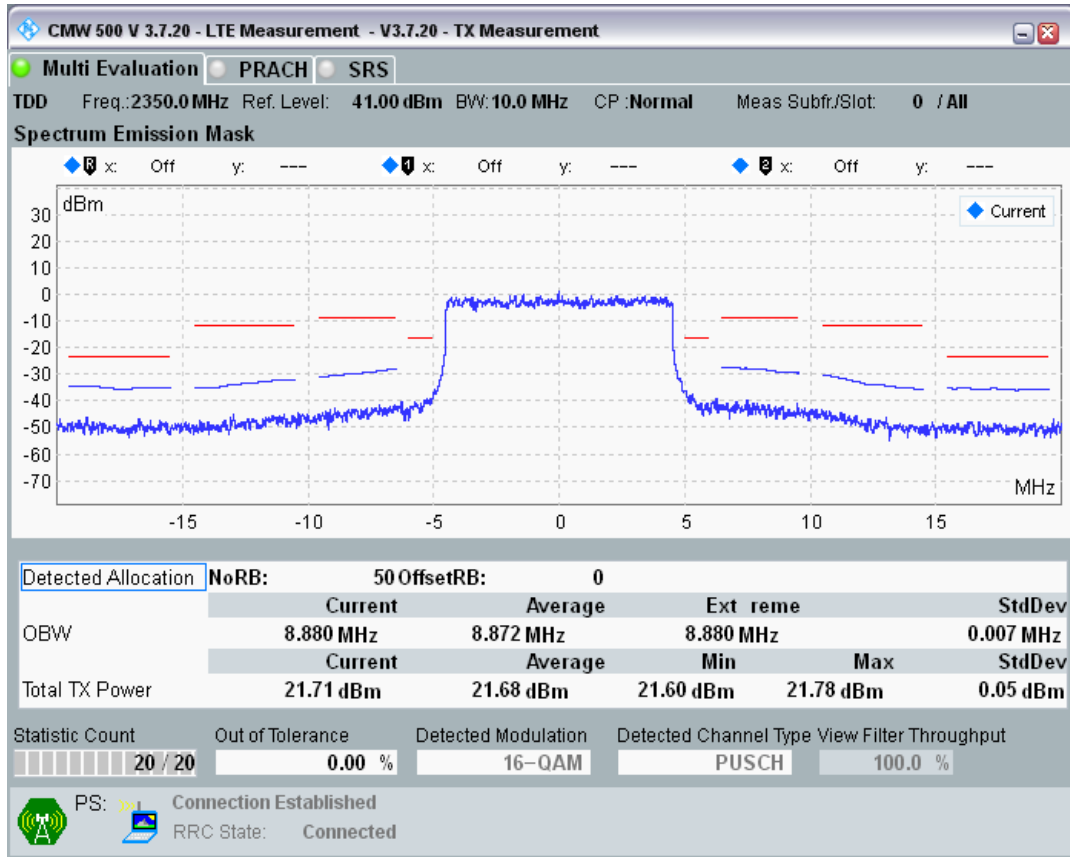 CMW 500 V 3.7.20 - LTE Measurement - V3.7.20 - TX Measurement
Multi Evaluation PRACH SRS
TDD Freq.:2350.0 MHz Ref. Level: 41.00 dBm BW:10.0 MHz CP :Normal Meas Subfr./Slot: 0 / All
Spectrum Emission Mask
R x: Off y: --- 1 x: Off y: --- 2 x: Off y: ---
dBm
Current
30
20
10
0
-10
-20
-30
-40
-50
-60
-70
MHz
-15 -10 -5 0 5 10 15
Detected Allocation NoRB: 50 OffsetRB: 0
Current Average Ext reme StdDev
OBW 8.880 MHz 8.872 MHz 8.880 MHz 0.007 MHz
Current Average Min Max StdDev
Total TX Power 21.71 dBm 21.68 dBm 21.60 dBm 21.78 dBm 0.05 dBm
Statistic Count Out of Tolerance Detected Modulation Detected Channel Type View Filter Throughput
20 / 20 0.00 % 16-QAM PUSCH 100.0 %
PS: Connection Established
RRC State: Connected